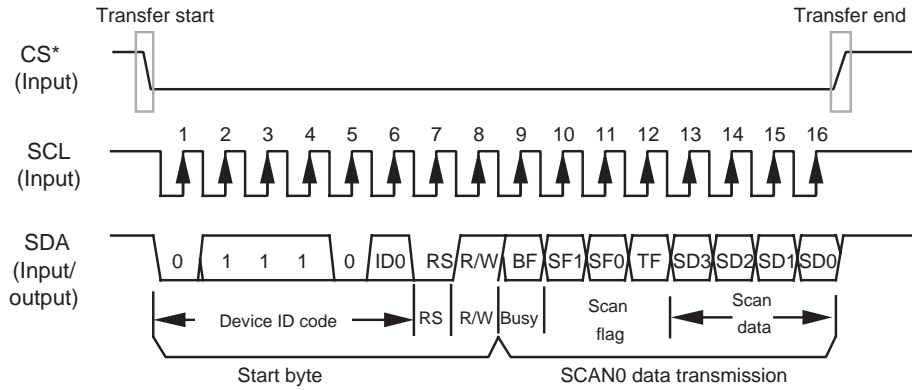 Transfer start
Transfer end
CS*
(Input)
1 2 3 4 5 6 7 8 9 10 11 12 13 14 15 16
SCL
(Input)
SDA
(Input/
output)
0 1 1 1 0 ID0 RS R/W BF SF1 SF0 TF SD3 SD2 SD1 SD0
Device ID code RS R/W Busy Scan flag Scan data
Start byte
SCAN0 data transmission